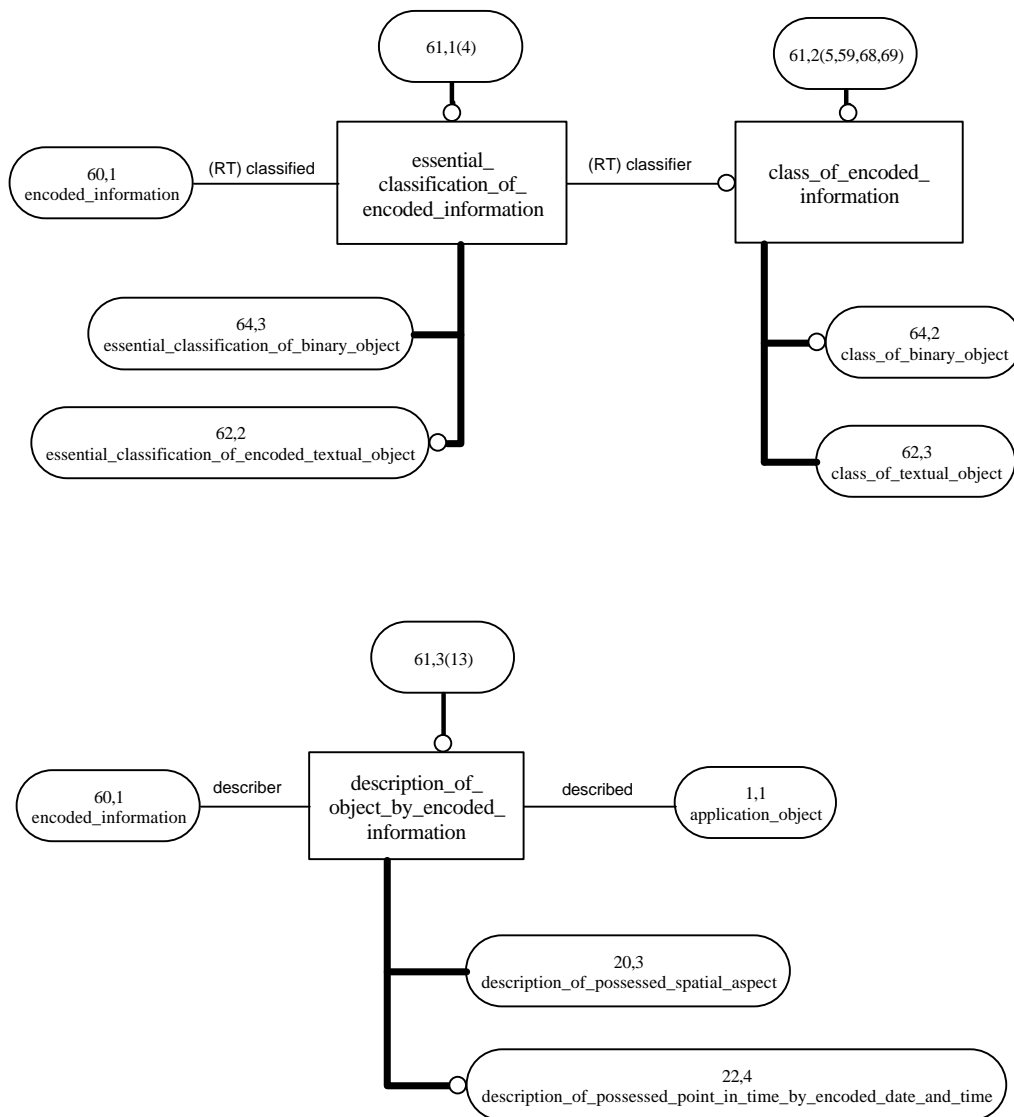 61,1(4)
61,2(5,59,68,69)
60,1
encoded_information
(RT) classified
essential_
classification_of_
encoded_information
(RT) classifier
class_of_encoded_
information
64,3
essential_classification_of_binary_object
64,2
class_of_binary_object
62,2
essential_classification_of_encoded_textual_object
62,3
class_of_textual_object
61,3(13)
60,1
encoded_information
describer
description_of_
object_by_encoded_
information
described
1,1
application_object
20,3
description_of_possessed_spatial_aspect
22,4
description_of_possessed_point_in_time_by_encoded_date_and_time